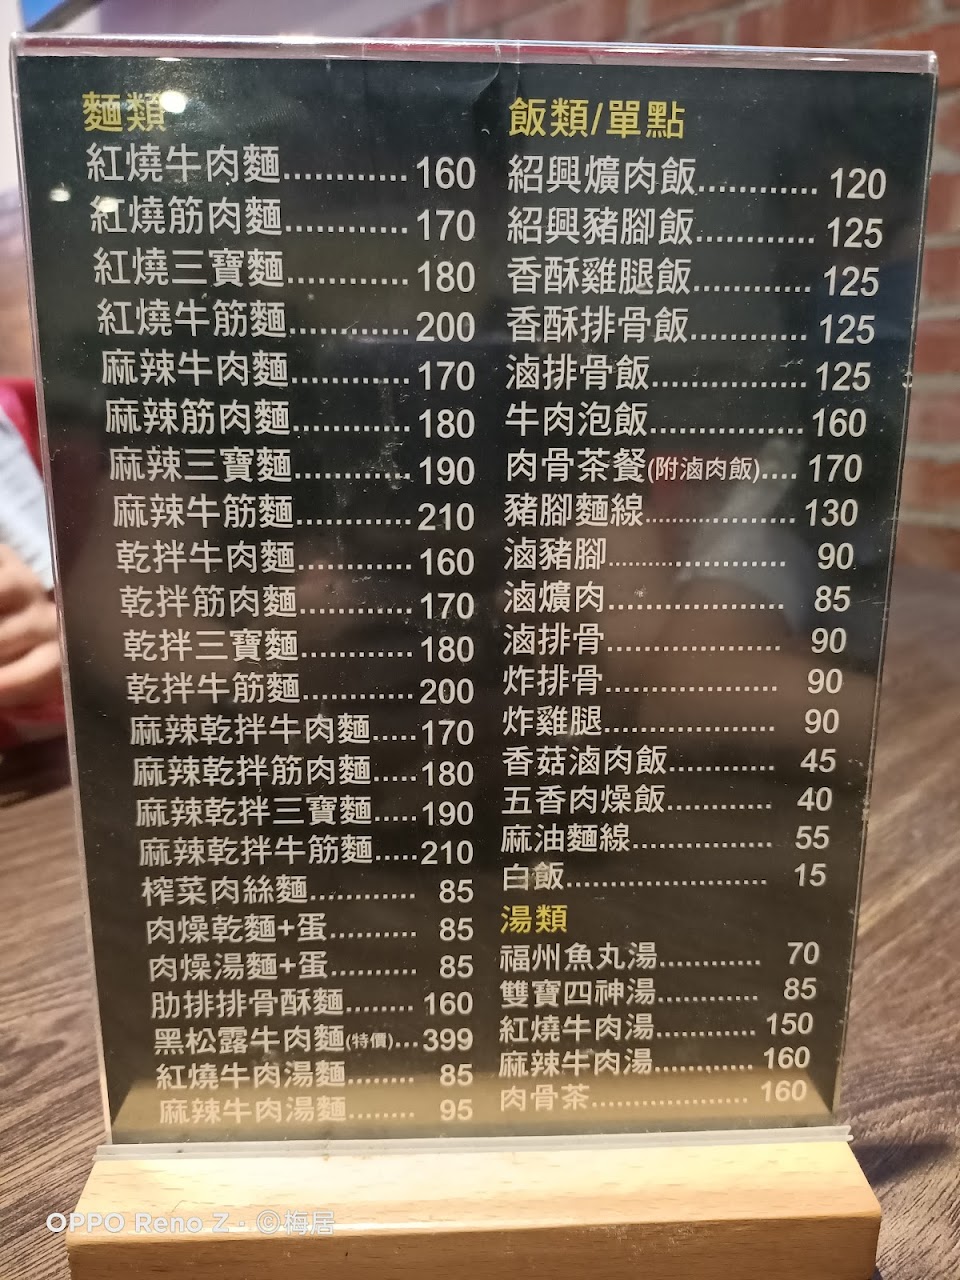 麵類
紅燒牛肉麵............160
紅燒筋肉麵............170
紅燒三寶麵............180
紅燒牛筋麵............200
麻辣牛肉麵............170
麻辣筋肉麵............180
麻辣三寶麵............190
麻辣牛筋麵............210
乾拌牛肉麵............160
乾拌筋肉麵............170
乾拌三寶麵............180
乾拌牛筋麵............200
麻辣乾拌牛肉麵.....170
麻辣乾拌筋肉麵.....180
麻辣乾拌三寶麵.....190
麻辣乾拌牛筋麵.....210
榨菜肉絲麵............85
肉燥乾麵+蛋..........85
肉燥湯麵+蛋..........85
肋排排骨酥麵.........160
黑松露牛肉麵(特價)...399
紅燒牛肉湯麵.........85
麻辣牛肉湯麵........95
飯類/單點
紹興爌肉飯.............120
紹興豬腳飯.............125
香酥雞腿飯.............125
香酥排骨飯.............125
滷排骨飯.................125
牛肉泡飯.................160
肉骨茶餐(附滷肉飯)....170
豬腳麵線.................130
滷豬腳....................90
滷爌肉....................85
滷排骨....................90
炸排骨....................90
炸雞腿....................90
香菇滷肉飯.............45
五香肉燥飯.............40
麻油麵線.................55
白飯.......................15
湯類
福州魚丸湯.............70
雙寶四神湯.............85
紅燒牛肉湯.............150
麻辣牛肉湯.............160
肉骨茶....................160
OPPO Reno Z · ©梅居